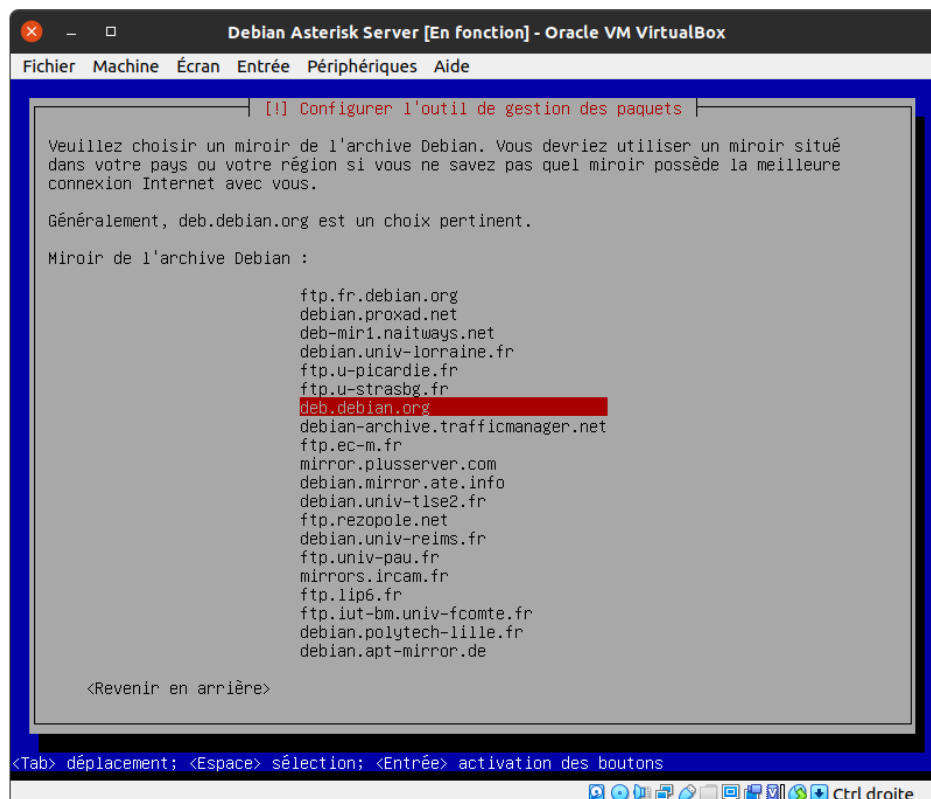 Debian Asterisk Server [En fonction] - Oracle VM VirtualBox
Fichier Machine Écran Entrée Périphériques Aide
[!] Configurer l'outil de gestion des paquets
Veuillez choisir un miroir de l'archive Debian. Vous devriez utiliser un miroir situé
dans votre pays ou votre région si vous ne savez pas quel miroir possède la meilleure
connexion Internet avec vous.
Généralement, deb.debian.org est un choix pertinent.
Miroir de l'archive Debian :
ftp.fr.debian.org
debian.proxad.net
deb-mir1.naitways.net
debian.univ-lorraine.fr
ftp.u-picardie.fr
ftp.u-strasbg.fr
deb.debian.org
debian-archive.trafficmanager.net
ftp.ec-m.fr
mirror.plusserver.com
debian.mirror.ate.info
debian.univ-tlse2.fr
ftp.rezopole.net
debian.univ-reims.fr
ftp.univ-pau.fr
mirrors.ircam.fr
ftp.lip6.fr
ftp.iut-bm.univ-fcomte.fr
debian.polytech-lille.fr
debian.apt-mirror.de
<Revenir en arrière>
<Tab> déplacement; <Espace> sélection; <Entrée> activation des boutons
Ctrl droite